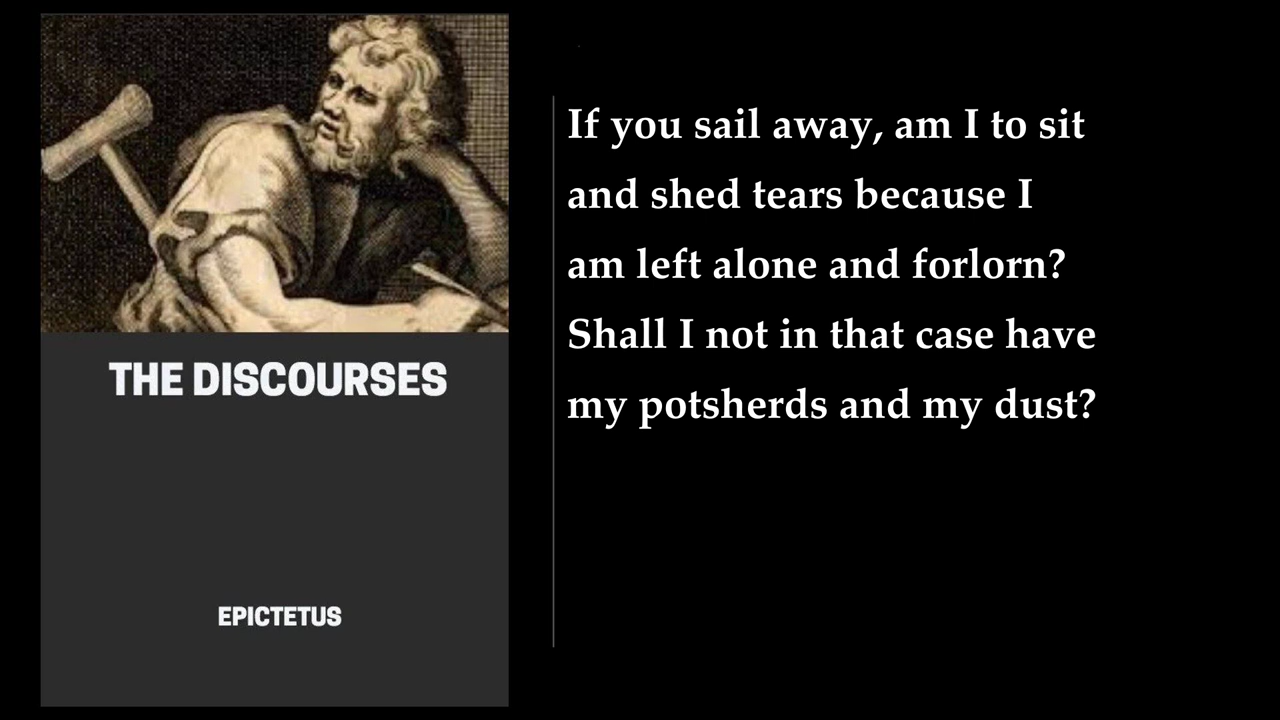 THE DISCOURSES
EPICTETUS
If you sail away, am I to sit
and shed tears because I
am left alone and forlorn?
Shall I not in that case have
my potsherds and my dust?